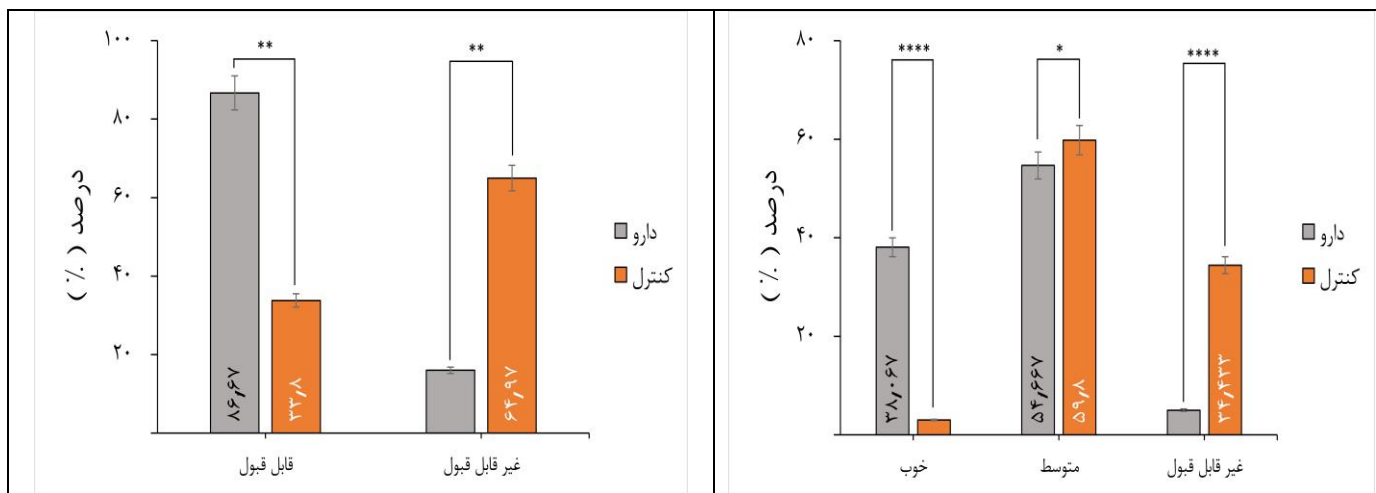 درصد (٪)
۱۰۰
۸۰
۶۰
۴۰
۲۰
**
**
۸۶,۶۷
۳۳,۸
۶۴,۹۷
قابل قبول
غیر قابل قبول
دارو
کنترل
درصد (٪)
۸۰
۶۰
۴۰
۲۰
****
*
****
۳۸,۰۶۷
۵۴,۶۶۷
۵۹,۸
۳۴,۴۳۳
خوب
متوسط
غیر قابل قبول
دارو
کنترل